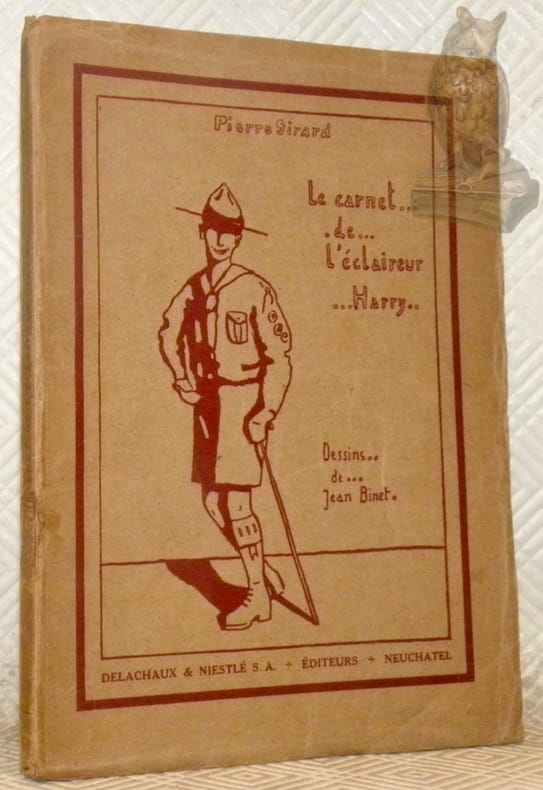 Pierre Girard
Le carnet...
.de...
l'éclaireur
...Harry..
Dessins..
de...
Jean Binet.
DELACHAUX & NIESTLÉ S.A. + ÉDITEURS + NEUCHATEL